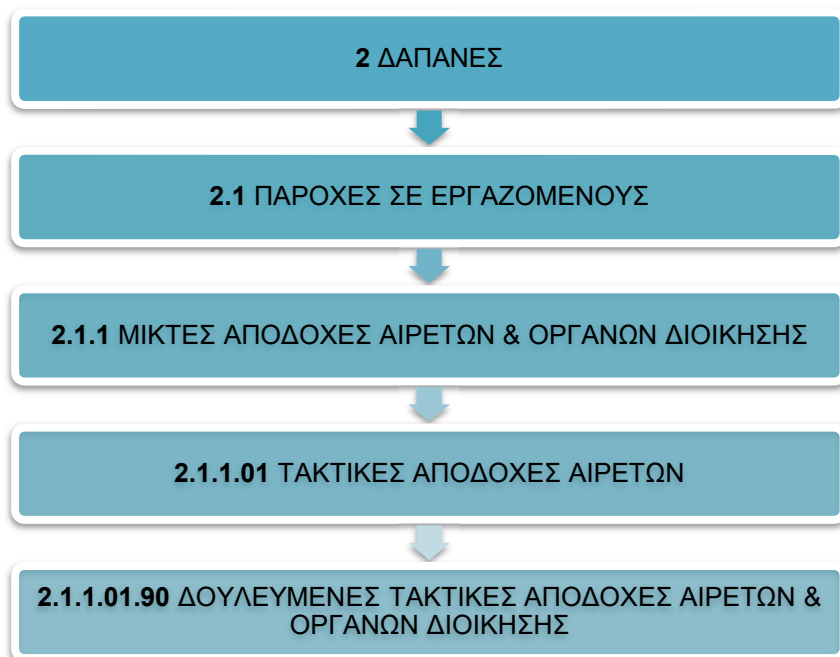 2 ΔΑΠΑΝΕΣ
2.1 ΠΑΡΟΧΕΣ ΣΕ ΕΡΓΑΖΟΜΕΝΟΥΣ
2.1.1 ΜΙΚΤΕΣ ΑΠΟΔΟΧΕΣ ΑΙΡΕΤΩΝ & ΟΡΓΑΝΩΝ ΔΙΟΙΚΗΣΗΣ
2.1.1.01 ΤΑΚΤΙΚΕΣ ΑΠΟΔΟΧΕΣ ΑΙΡΕΤΩΝ
2.1.1.01.90 ΔΟΥΛΕΥΜΕΝΕΣ ΤΑΚΤΙΚΕΣ ΑΠΟΔΟΧΕΣ ΑΙΡΕΤΩΝ &
ΟΡΓΑΝΩΝ ΔΙΟΙΚΗΣΗΣ